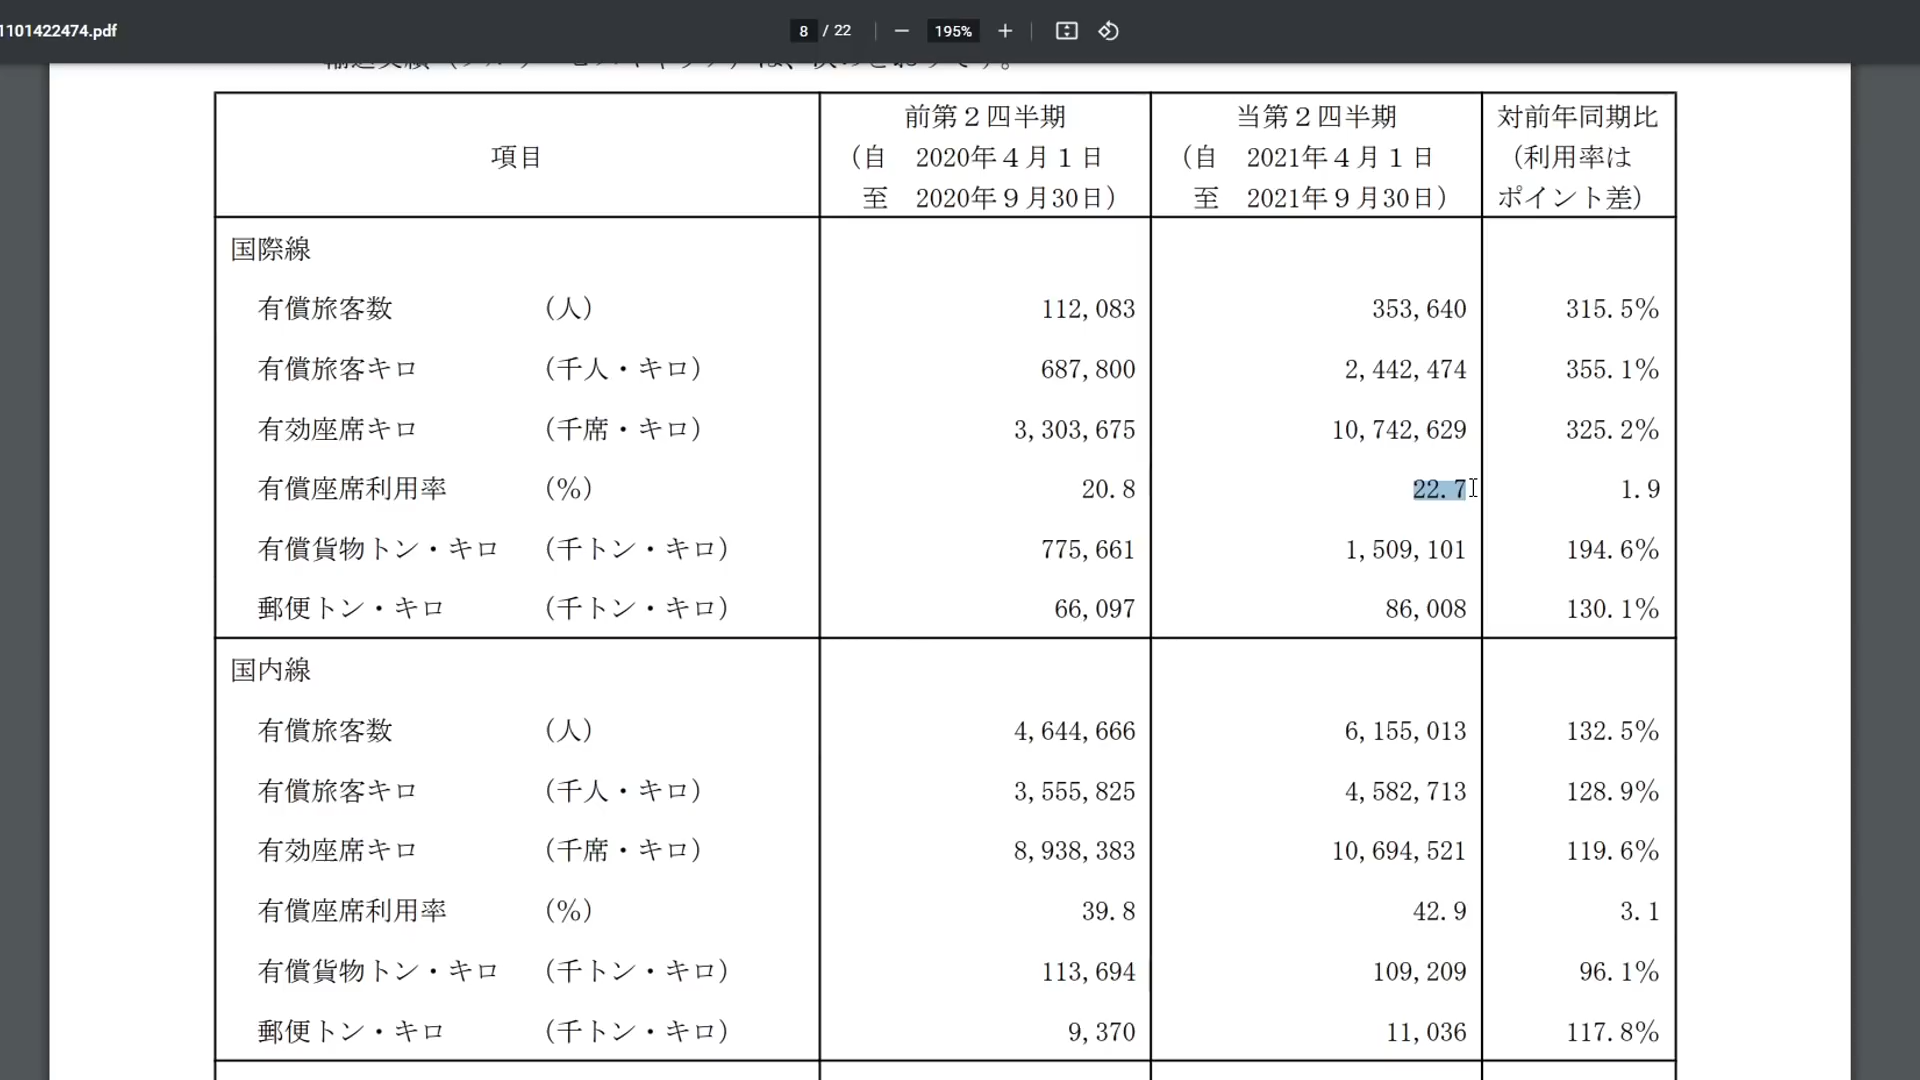 1101422474.pdf
8 / 22 — 195% +
項目 前第２四半期 当第２四半期 対前年同期比
（自 2020年４月１日 （自 2021年４月１日 （利用率は
至 2020年９月30日） 至 2021年９月30日） ポイント差）
国際線
有償旅客数 （人） 112,083 353,640 315.5%
有償旅客キロ （千人・キロ） 687,800 2,442,474 355.1%
有効座席キロ （千席・キロ） 3,303,675 10,742,629 325.2%
有償座席利用率 （%） 20.8 22.7 1.9
有償貨物トン・キロ （千トン・キロ） 775,661 1,509,101 194.6%
郵便トン・キロ （千トン・キロ） 66,097 86,008 130.1%
国内線
有償旅客数 （人） 4,644,666 6,155,013 132.5%
有償旅客キロ （千人・キロ） 3,555,825 4,582,713 128.9%
有効座席キロ （千席・キロ） 8,938,383 10,694,521 119.6%
有償座席利用率 （%） 39.8 42.9 3.1
有償貨物トン・キロ （千トン・キロ） 113,694 109,209 96.1%
郵便トン・キロ （千トン・キロ） 9,370 11,036 117.8%